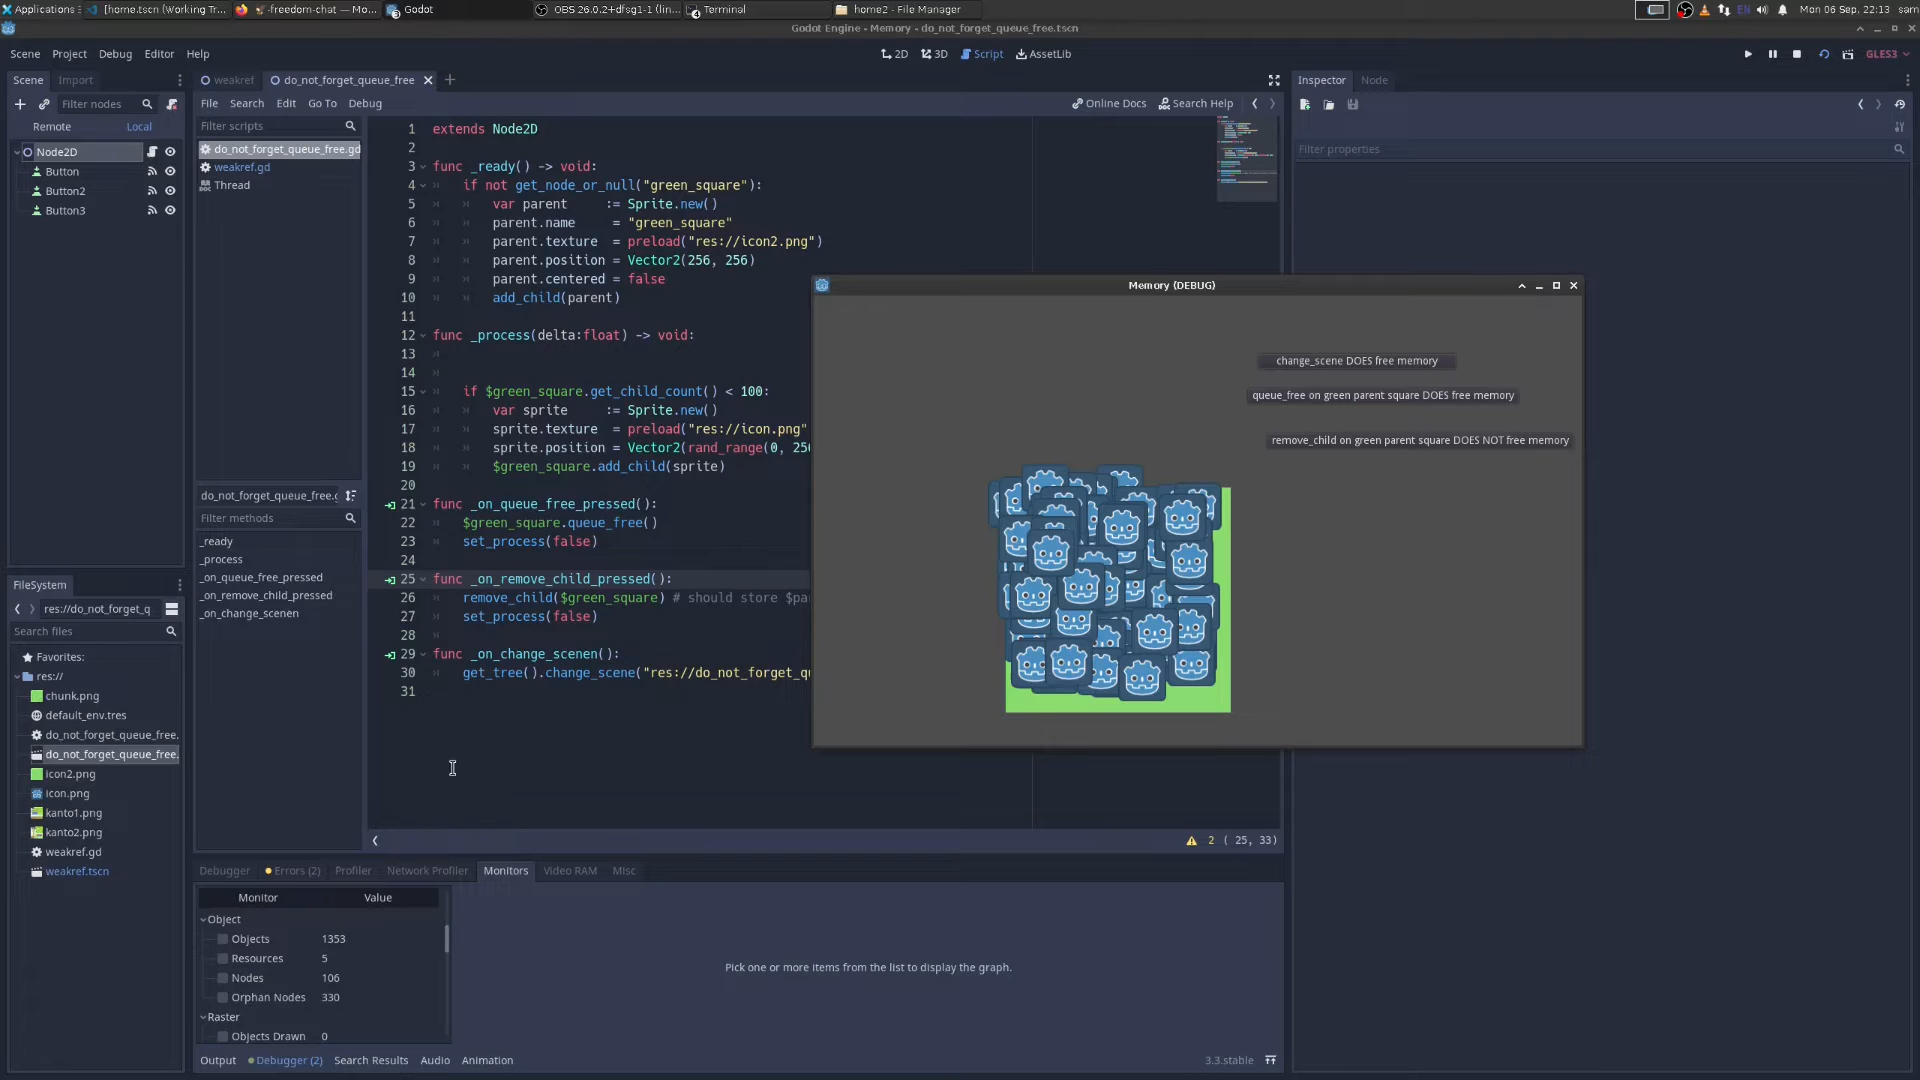 Applications
[home.tscn (Working Tr...
-freedom-chat — Mo...
3
Godot
OBS 26.0.2+dfsg1-1 (lin...
4
Terminal
home2 - File Manager
EN
Mon 06 Sep, 22:13
sam
Godot Engine - Memory - do_not_forget_queue_free.tscn
Scene Project Debug Editor Help
2D 3D Script AssetLib
GLES3
Scene Import
weakref do_not_forget_queue_free
Inspector Node
Filter nodes
File Search Edit Go To Debug
Online Docs Search Help
Remote Local
Filter scripts
Filter properties
Node2D
Button
Button2
Button3
do_not_forget_queue_free.gd
weakref.gd
Thread
1 extends Node2D
2
3 func _ready() -> void:
4 if not get_node_or_null("green_square"):
5 var parent := Sprite.new()
6 parent.name = "green_square"
7 parent.texture = preload("res://icon2.png")
8 parent.position = Vector2(256, 256)
9 parent.centered = false
10 add_child(parent)
11
12 func _process(delta:float) -> void:
13
14
15 if $green_square.get_child_count() < 100:
16 var sprite := Sprite.new()
17 sprite.texture = preload("res://icon.png"
18 sprite.position = Vector2(rand_range(0, 25
19 $green_square.add_child(sprite)
20
21 func _on_queue_free_pressed():
22 $green_square.queue_free()
23 set_process(false)
24
25 func _on_remove_child_pressed():
26 remove_child($green_square) # should store $pa
27 set_process(false)
28
29 func _on_change_scenen():
30 get_tree().change_scene("res://do_not_forget_q
31
Memory (DEBUG)
change_scene DOES free memory
queue_free on green parent square DOES free memory
remove_child on green parent square DOES NOT free memory
do_not_forget_queue_free.g
Filter methods
_ready
_process
_on_queue_free_pressed
_on_remove_child_pressed
_on_change_scenen
FileSystem
res://do_not_forget_q
Search files
Favorites:
res://
chunk.png
default_env.tres
do_not_forget_queue_free.
do_not_forget_queue_free.
icon2.png
icon.png
kanto1.png
kanto2.png
weakref.gd
weakref.tscn
2 ( 25, 33)
Debugger Errors (2) Profiler Network Profiler Monitors Video RAM Misc
Monitor Value
Object
Objects 1353
Resources 5
Nodes 106
Orphan Nodes 330
Raster
Objects Drawn 0
Pick one or more items from the list to display the graph.
Output Debugger (2) Search Results Audio Animation
3.3.stable